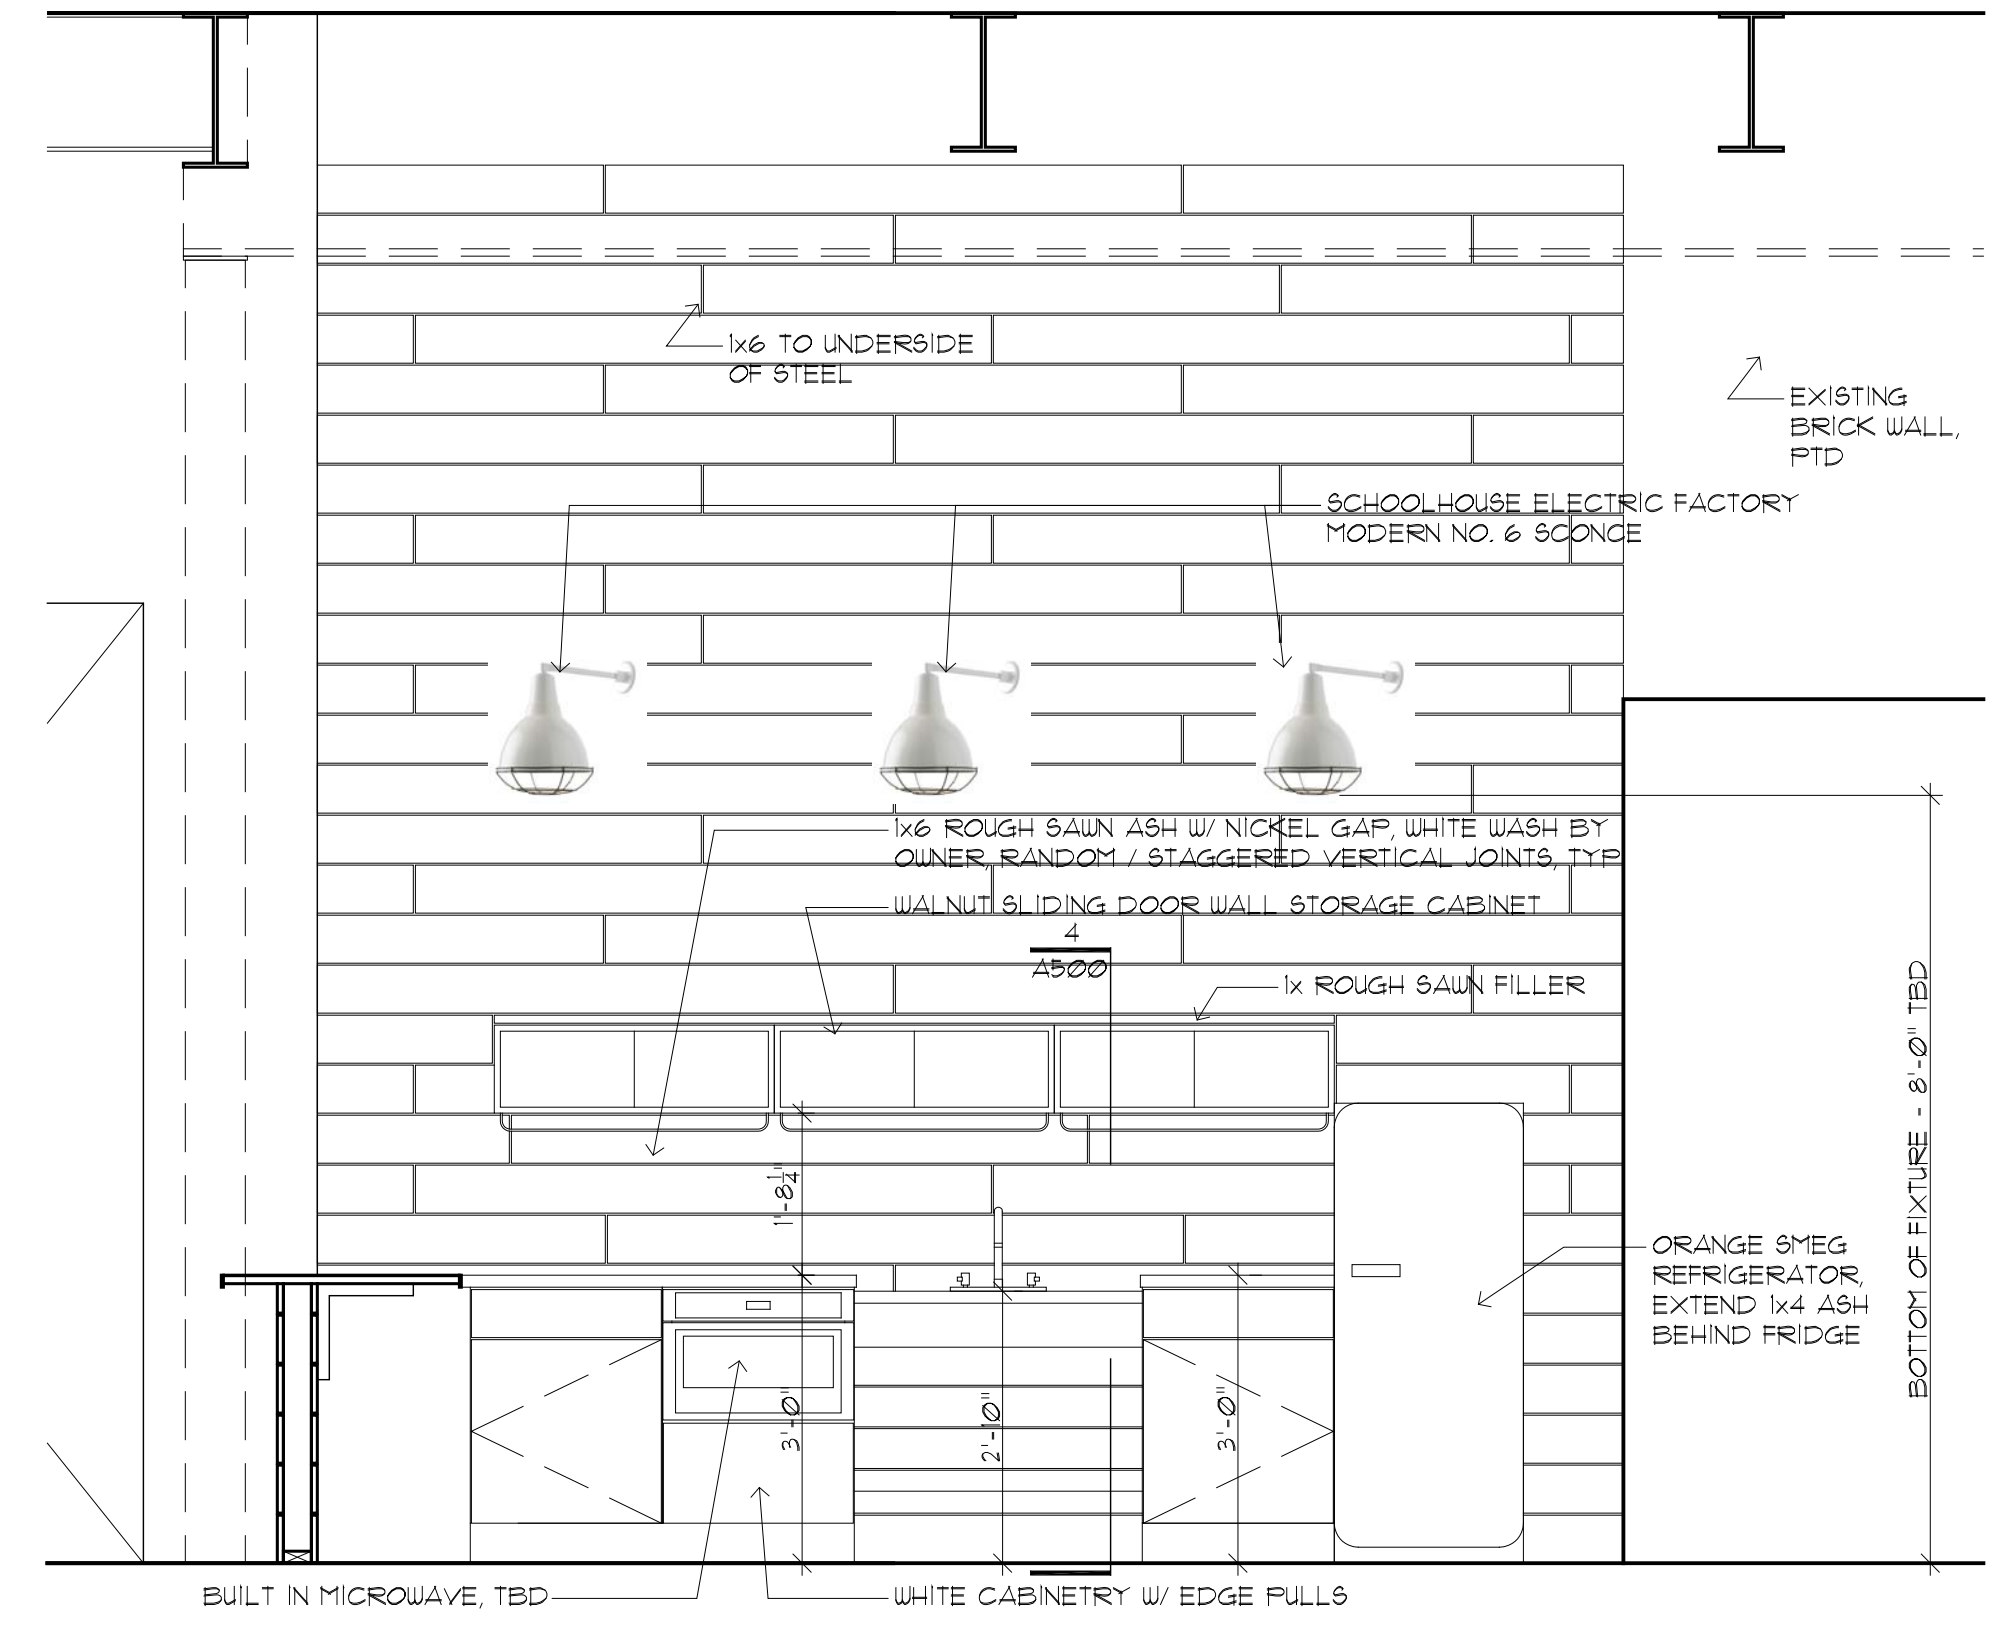 1x6 TO UNDERSIDE
OF STEEL
EXISTING
BRICK WALL,
PTD
SCHOOLHOUSE ELECTRIC FACTORY
MODERN NO. 6 SCONCE
1x6 ROUGH SAWN ASH W/ NICKEL GAP, WHITE WASH BY
OWNER, RANDOM / STAGGERED VERTICAL JOINTS, TYP
WALNUT SLIDING DOOR WALL STORAGE CABINET
4
A500
1x ROUGH SAWN FILLER
BOTTOM OF FIXTURE - 8'-0" TBD
1'-8 1/4"
ORANGE SMEG
REFRIGERATOR,
EXTEND 1x4 ASH
BEHIND FRIDGE
3'-0"
2'-10"
3'-0"
BUILT IN MICROWAVE, TBD
WHITE CABINETRY W/ EDGE PULLS